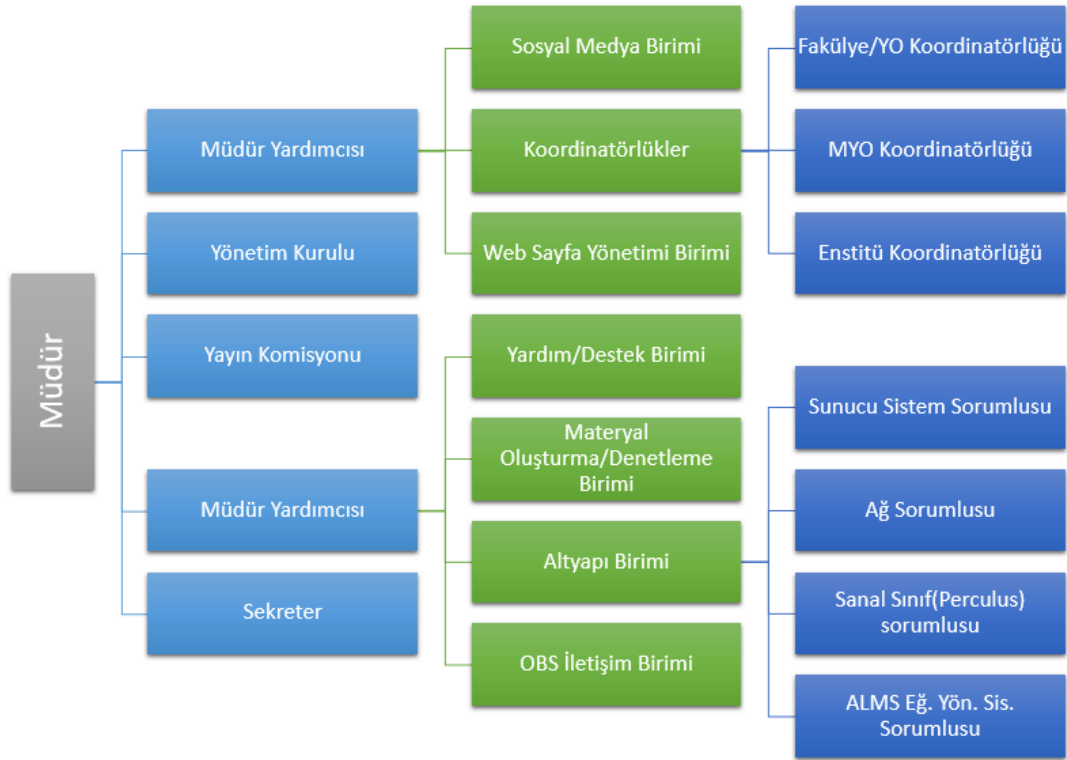 Müdür
Müdür Yardımcısı
Yönetim Kurulu
Yayın Komisyonu
Müdür Yardımcısı
Sekreter
Sosyal Medya Birimi
Koordinatörlükler
Web Sayfa Yönetimi Birimi
Yardım/Destek Birimi
Materyal
Oluşturma/Denetleme
Birimi
Altyapı Birimi
OBS İletişim Birimi
Fakülye/YO Koordinatörlüğü
MYO Koordinatörlüğü
Enstitü Koordinatörlüğü
Sunucu Sistem Sorumlusu
Ağ Sorumlusu
Sanal Sınıf(Perculus)
sorumlusu
ALMS Eğ. Yön. Sis.
Sorumlusu